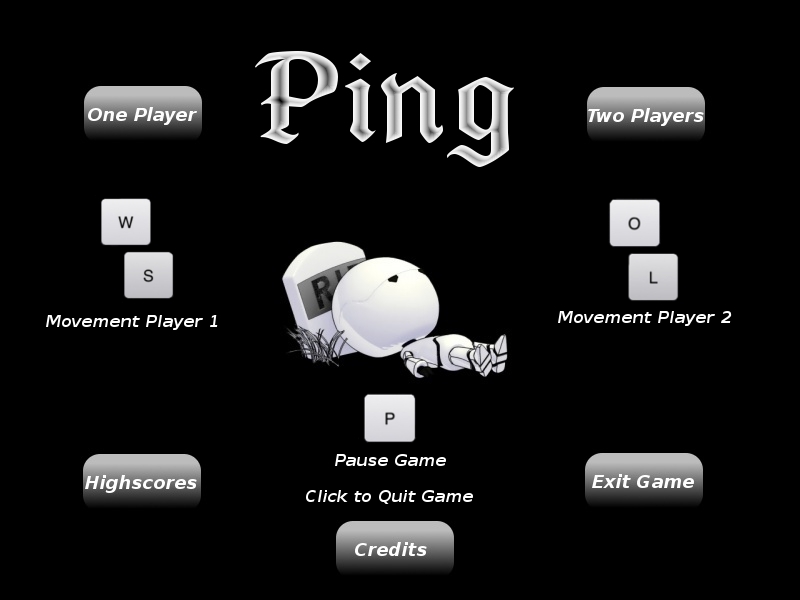 Ping
One Player
Two Players
W
S
O
L
Movement Player 1
Movement Player 2
P
Pause Game
Highscores
Exit Game
Click to Quit Game
Credits